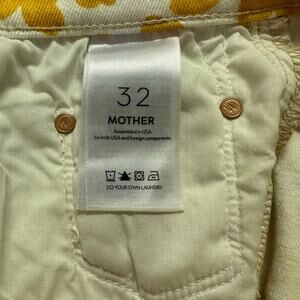 32
MOTHER
Assembled in USA
by both USA and foreign components
DO YOUR OWN LAUNDRY